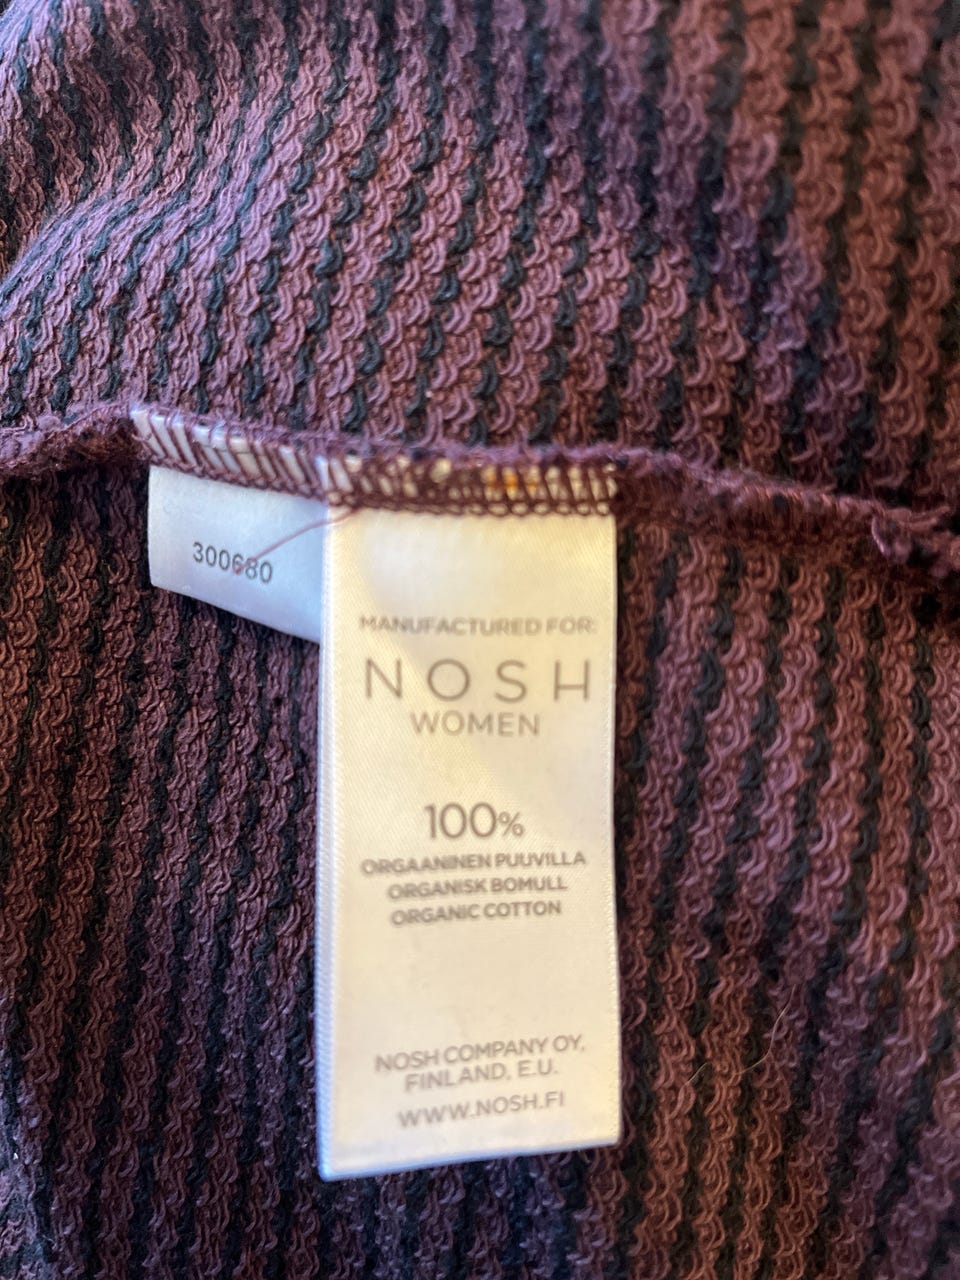 300680
MANUFACTURED FOR:
NOSH
WOMEN
100%
ORGAANINEN PUUVILLA
ORGANISK BOMULL
ORGANIC COTTON
NOSH COMPANY OY,
FINLAND, E.U.
WWW.NOSH.FI